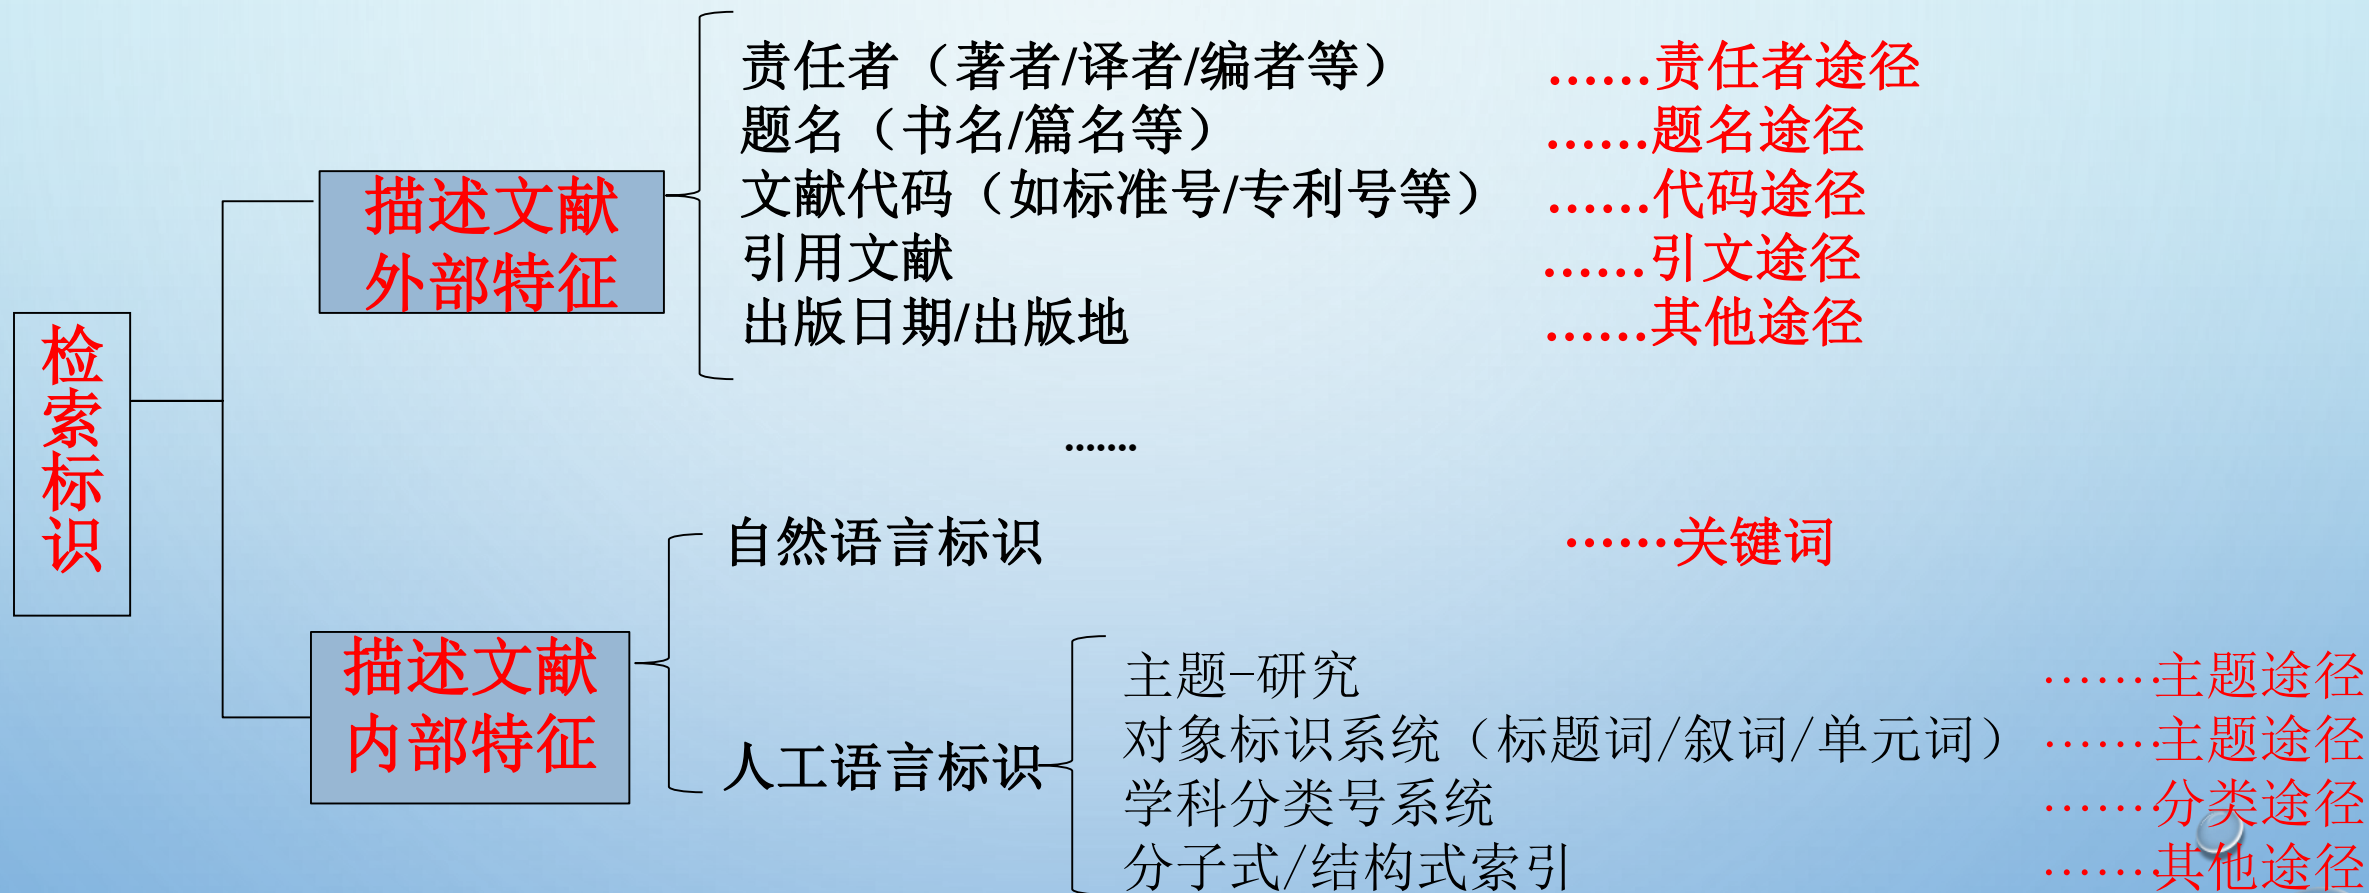 检索标识
描述文献
外部特征
责任者（著者/译者/编者等） ……责任者途径
题名（书名/篇名等） ……题名途径
文献代码（如标准号/专利号等） ……代码途径
引用文献 ……引文途径
出版日期/出版地 ……其他途径
.......
描述文献
内部特征
自然语言标识 ·······关键词
人工语言标识
主题-研究 ·······主题途径
对象标识系统（标题词/叙词/单元词） ·······主题途径
学科分类号系统 ·······分类途径
分子式/结构式索引 ·······其他途径